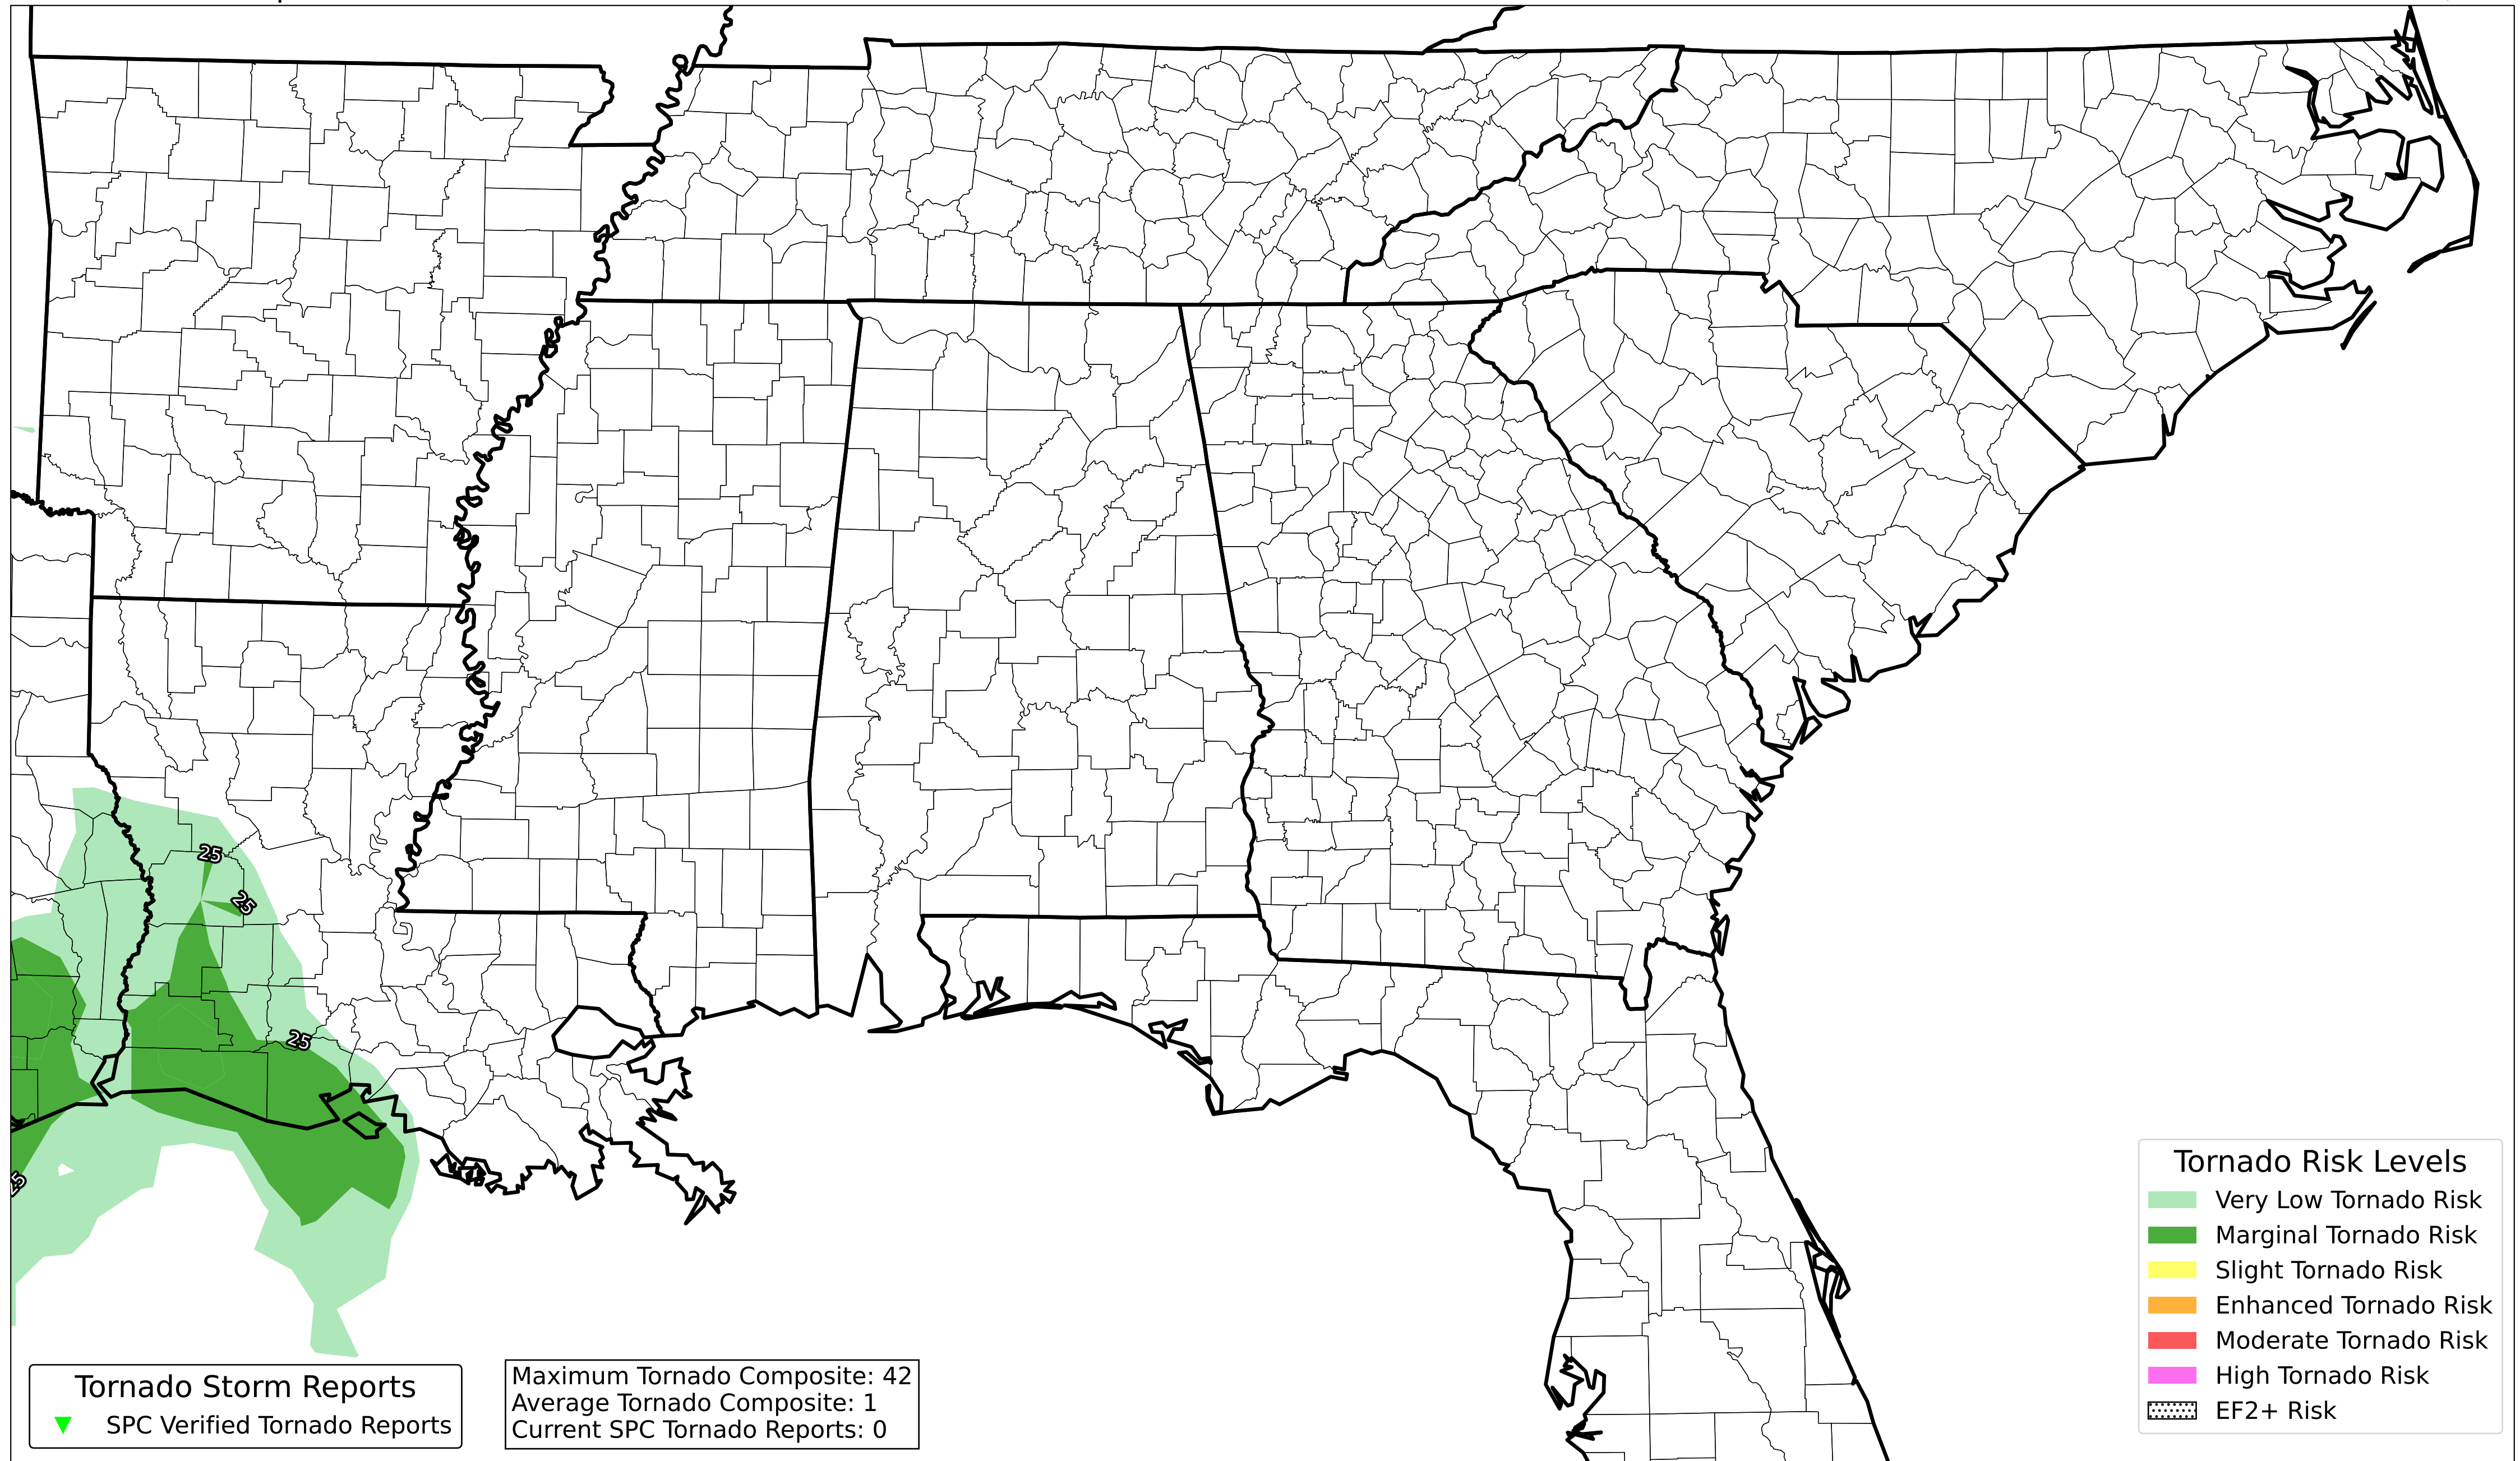 25
25
25
25
Tornado Risk Levels
Very Low Tornado Risk
Marginal Tornado Risk
Slight Tornado Risk
Enhanced Tornado Risk
Moderate Tornado Risk
High Tornado Risk
EF2+ Risk
Tornado Storm Reports
SPC Verified Tornado Reports
Maximum Tornado Composite: 42
Average Tornado Composite: 1
Current SPC Tornado Reports: 0